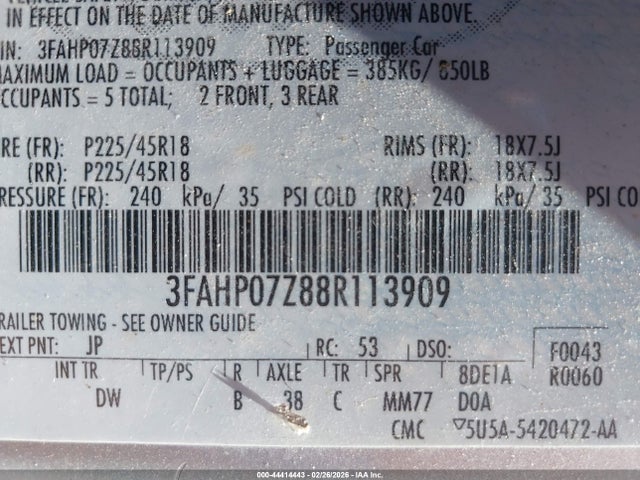 IN EFFECT ON THE DATE OF MANUFACTURE SHOWN ABOVE.
IN: 3FAHP07Z88R113909 TYPE: Passenger Car
MAXIMUM LOAD = OCCUPANTS + LUGGAGE = 385KG/ 850LB
CCUPANTS = 5 TOTAL; 2 FRONT, 3 REAR
RE (FR): P225/45R18 RIMS (FR): 18X7.5J
(RR): P225/45R18 (RR): 18X7.5J
PRESSURE (FR): 240 kPa/ 35 PSI COLD (RR): 240 kPa/ 35 PSI CO
3FAHP07Z88R113909
RAILER TOWING - SEE OWNER GUIDE
EXT PNT: JP RC: 53 DSO: F0043
INT TR TP/PS R AXLE TR SPR 8DE1A R0060
DW B 38 C MM77 D0A
CMC 5U5A-5420472-AA
000-44414443 - 02/26/2026 - IAA Inc.